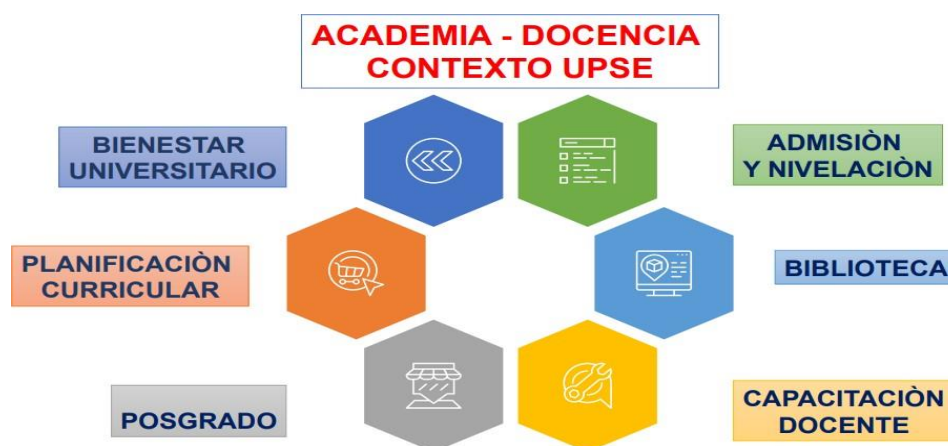 ACADEMIA - DOCENCIA
CONTEXTO UPSE
BIENESTAR
UNIVERSITARIO
ADMISIÒN
Y NIVELACIÒN
PLANIFICACIÒN
CURRICULAR
BIBLIOTECA
POSGRADO
CAPACITACIÒN
DOCENTE